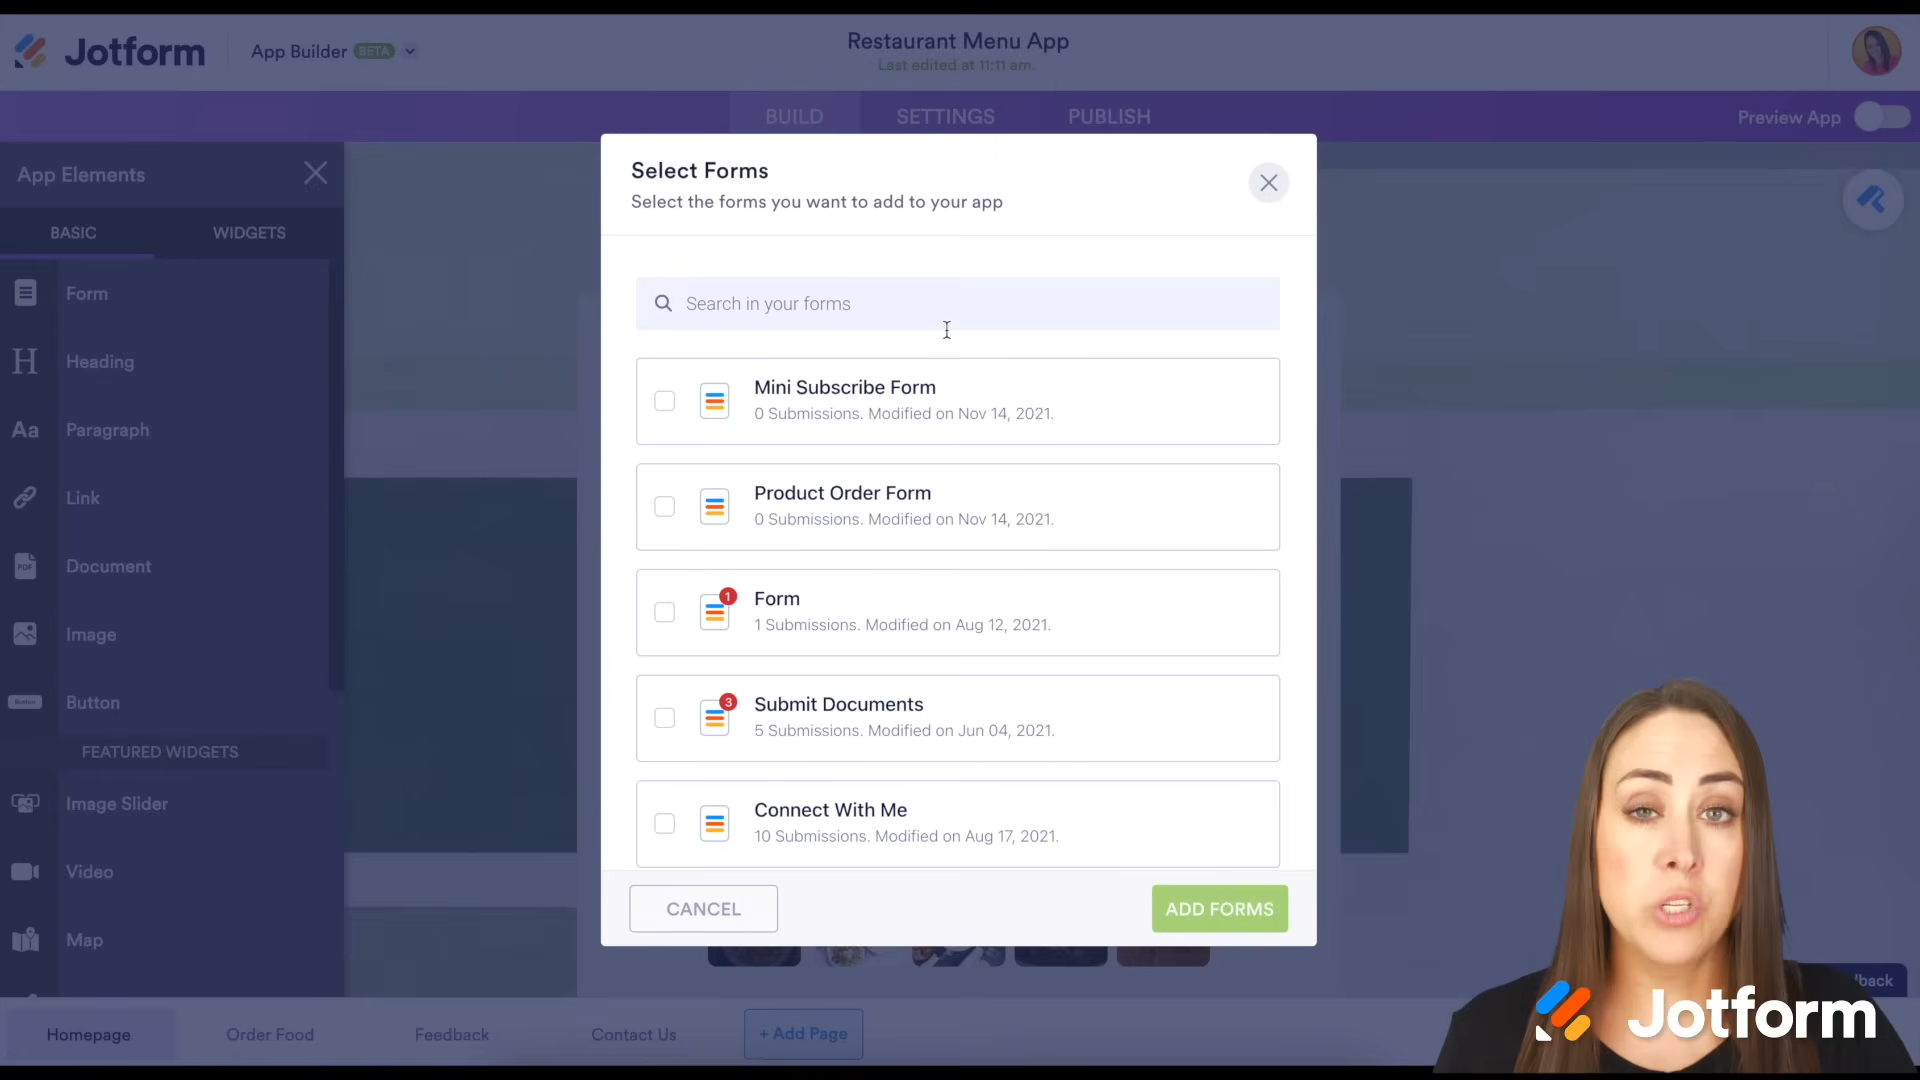 Jotform
App Builder BETA
Restaurant Menu App
Last edited at 11:11 am.
BUILD
SETTINGS
PUBLISH
Preview App
App Elements
BASIC
WIDGETS
Form
Heading
Aa Paragraph
Link
PDF Document
Image
Button Button
FEATURED WIDGETS
Image Slider
Video
Map
Select Forms
Select the forms you want to add to your app
Search in your forms
Mini Subscribe Form
0 Submissions. Modified on Nov 14, 2021.
Product Order Form
0 Submissions. Modified on Nov 14, 2021.
1
Form
1 Submissions. Modified on Aug 12, 2021.
3
Submit Documents
5 Submissions. Modified on Jun 04, 2021.
Connect With Me
10 Submissions. Modified on Aug 17, 2021.
CANCEL
ADD FORMS
Homepage
Order Food
Feedback
Contact Us
+ Add Page
Jotform